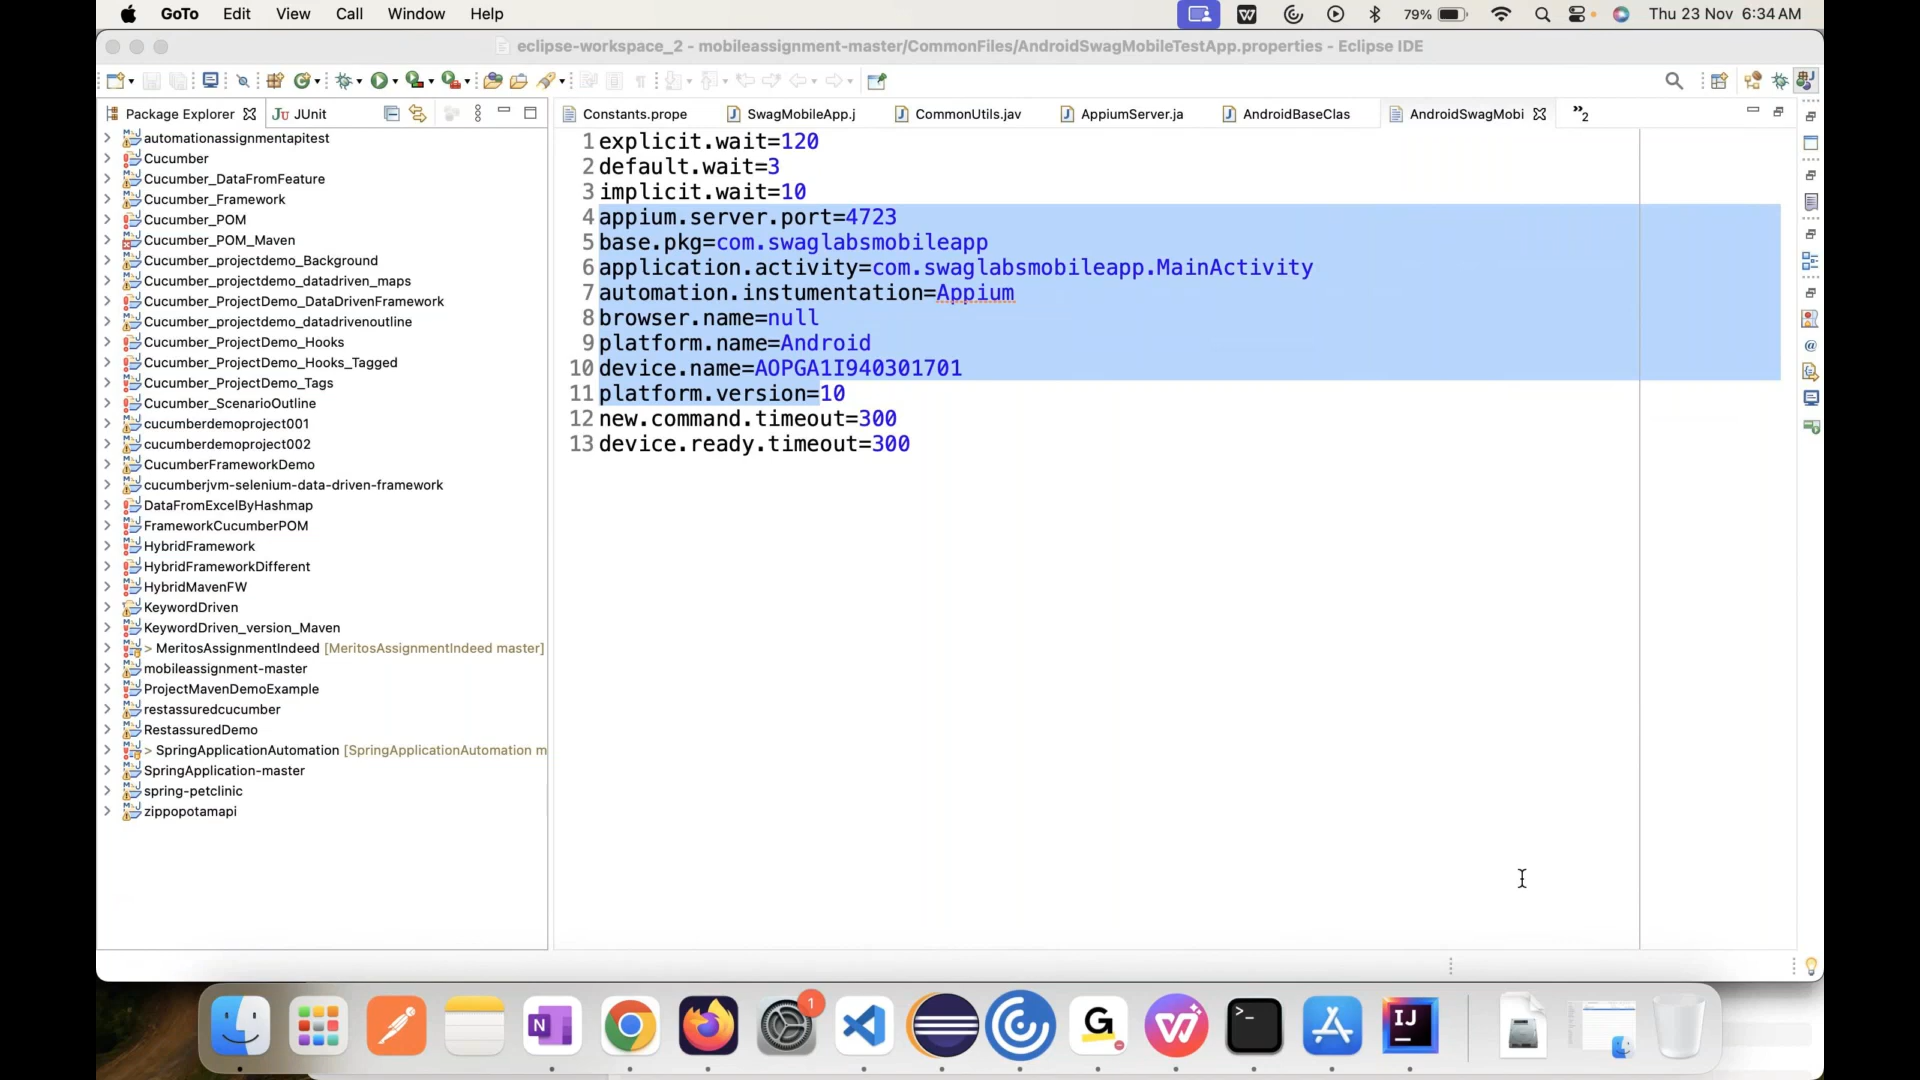 GoTo Edit View Call Window Help 79% Thu 23 Nov 6:34 AM
eclipse-workspace_2 - mobileassignment-master/CommonFiles/AndroidSwagMobileTestApp.properties - Eclipse IDE
Package Explorer JUnit
Constants.prope SwagMobileApp.j CommonUtils.jav AppiumServer.ja AndroidBaseClas AndroidSwagMobi »2
automationassignmentapitest
Cucumber
Cucumber_DataFromFeature
Cucumber_Framework
Cucumber_POM
Cucumber_POM_Maven
Cucumber_projectdemo_Background
Cucumber_projectdemo_datadriven_maps
Cucumber_ProjectDemo_DataDrivenFramework
Cucumber_projectdemo_datadrivenoutline
Cucumber_ProjectDemo_Hooks
Cucumber_ProjectDemo_Hooks_Tagged
Cucumber_ProjectDemo_Tags
Cucumber_ScenarioOutline
cucumberdemoproject001
cucumberdemoproject002
CucumberFrameworkDemo
cucumberjvm-selenium-data-driven-framework
DataFromExcelByHashmap
FrameworkCucumberPOM
HybridFramework
HybridFrameworkDifferent
HybridMavenFW
KeywordDriven
KeywordDriven_version_Maven
> MeritosAssignmentIndeed [MeritosAssignmentIndeed master]
mobileassignment-master
ProjectMavenDemoExample
restassuredcucumber
RestassuredDemo
> SpringApplicationAutomation [SpringApplicationAutomation m
SpringApplication-master
spring-petclinic
zippopotamapi
1 explicit.wait=120
2 default.wait=3
3 implicit.wait=10
4 appium.server.port=4723
5 base.pkg=com.swaglabsmobileapp
6 application.activity=com.swaglabsmobileapp.MainActivity
7 automation.instumentation=Appium
8 browser.name=null
9 platform.name=Android
10 device.name=AOPGA1I940301701
11 platform.version=10
12 new.command.timeout=300
13 device.ready.timeout=300
1
N G IJ